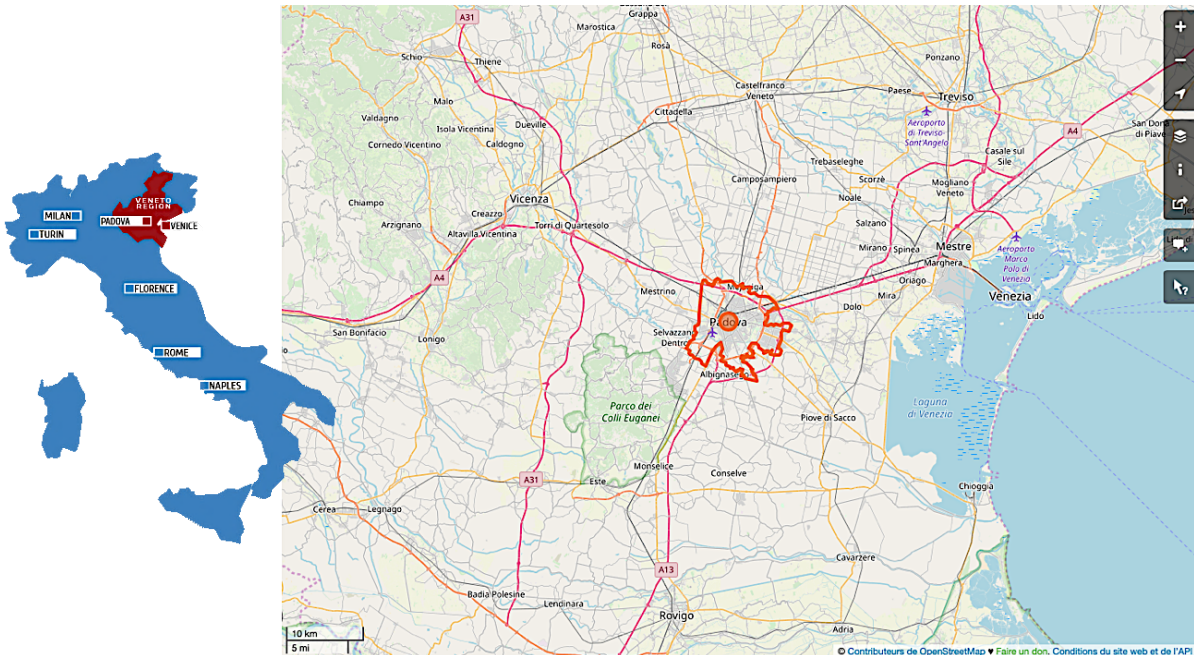 VENETO
REGION
MILAN
PADOVA
VENICE
TURIN
FLORENCE
ROME
NAPLES
Grappa
A31
Marostica
Rosà
Ponzano
Schio
Thiene
Castelfranco
Veneto
Paese
Treviso
Malo
Cittadella
Aeroporto
di Treviso-
Sant'Angelo
Valdagno
Isola Vicentina
Dueville
A4
San Donà
di Piave
Cornedo Vicentino
Caldogno
Casale sul
Sile
Trebaseleghe
Camposampiero
Scorzè
Mogliano
Veneto
Chiampo
Vicenza
Noale
Creazzo
Arzignano
Altavilla Vicentina
Torri di Quartesolo
Salzano
Mirano
Spinea
Mestre
Marghera
Aeroporto
Marco
Polo di
Venezia
A4
Mestrino
Oriago
Mira
Dolo
Venezia
Lido
San Bonifacio
Lonigo
Selvazzano
Dentro
Padova
Albignasego
Parco dei
Colli Euganei
Laguna
di Venezia
Piove di Sacco
Monselice
Conselve
Este
A31
Chioggia
Cerea
Legnago
Cavarzere
A13
Badia Polesine
Lendinara
Rovigo
Adria
10 km
5 mi
© Contributeurs de OpenStreetMap ♥ Faire un don. Conditions du site web et de l'API